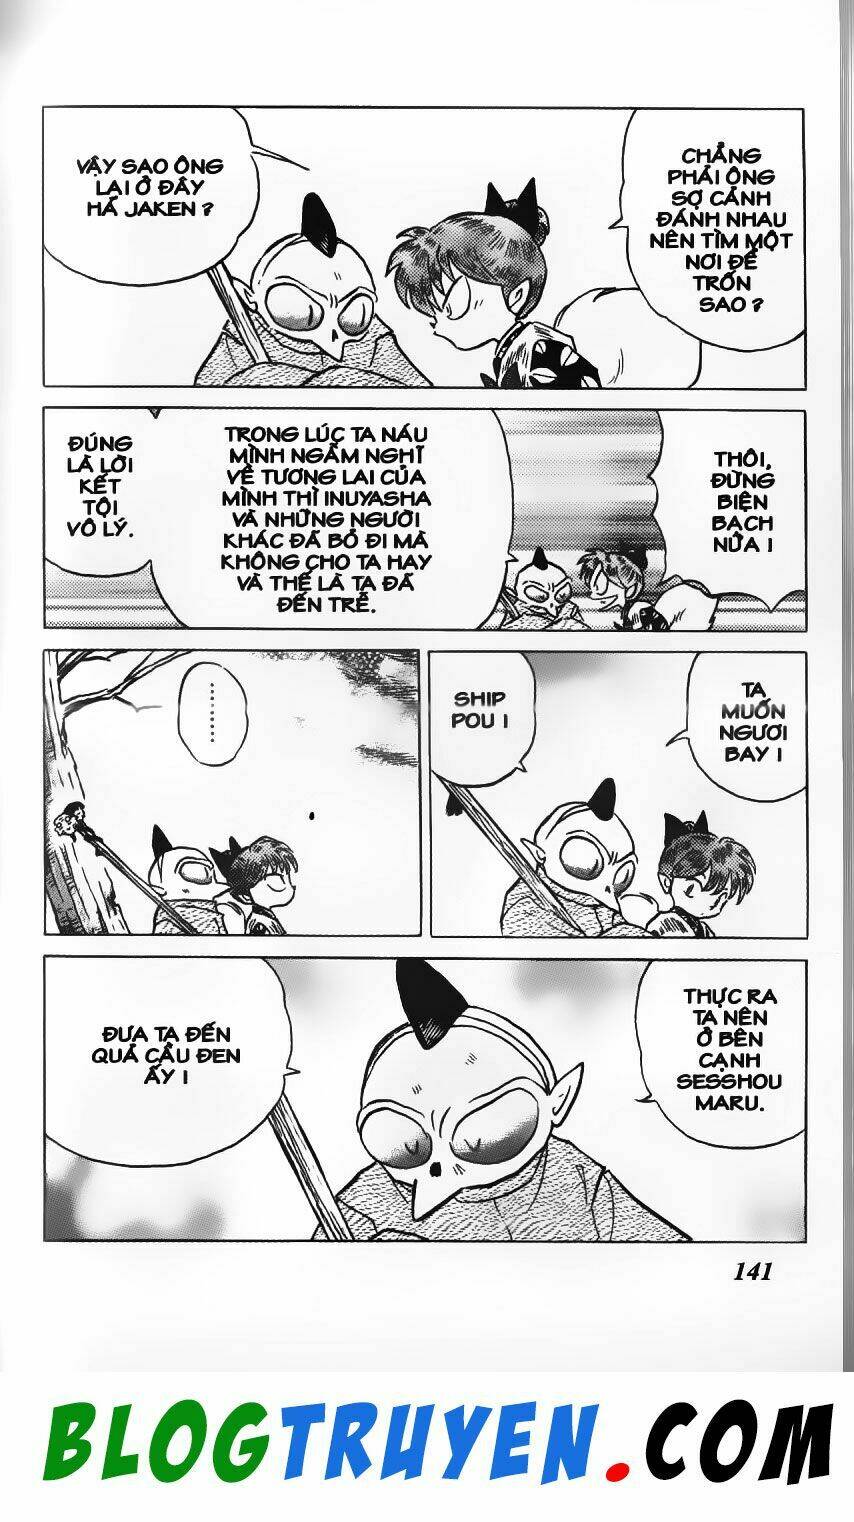 CHẲNG
PHẢI ÔNG
SỢ CẢNH
ĐÁNH NHAU
NÊN TÌM MỘT
NƠI ĐỂ
TRỐN
SAO ?
VẬY SAO ÔNG
LẠI Ở ĐÂY
HẢ JAKEN ?
THÔI,
ĐỪNG
BIỆN
BẠCH
NỮA !
TRONG LÚC TA NÁU
MÌNH NGẪM NGHĨ
VỀ TƯƠNG LAI CỦA
MÌNH THÌ INUYASHA
VÀ NHỮNG NGƯỜI
KHÁC ĐÃ BỎ ĐI MÀ
KHÔNG CHO TA HAY
VÀ THẾ LÀ TA ĐÃ
ĐẾN TRỄ.
ĐÚNG
LÀ LỜI
KẾT
TỘI
VÔ LÝ.
TA
MUỐN
NGƯƠI
BAY !
SHIP
POU !
........
THỰC RA
TA NÊN
Ở BÊN
CẠNH
SESSHOU
MARU.
ĐƯA TA ĐẾN
QUẢ CẦU ĐEN
ẤY !
141
BLOGTRUYEN.COM